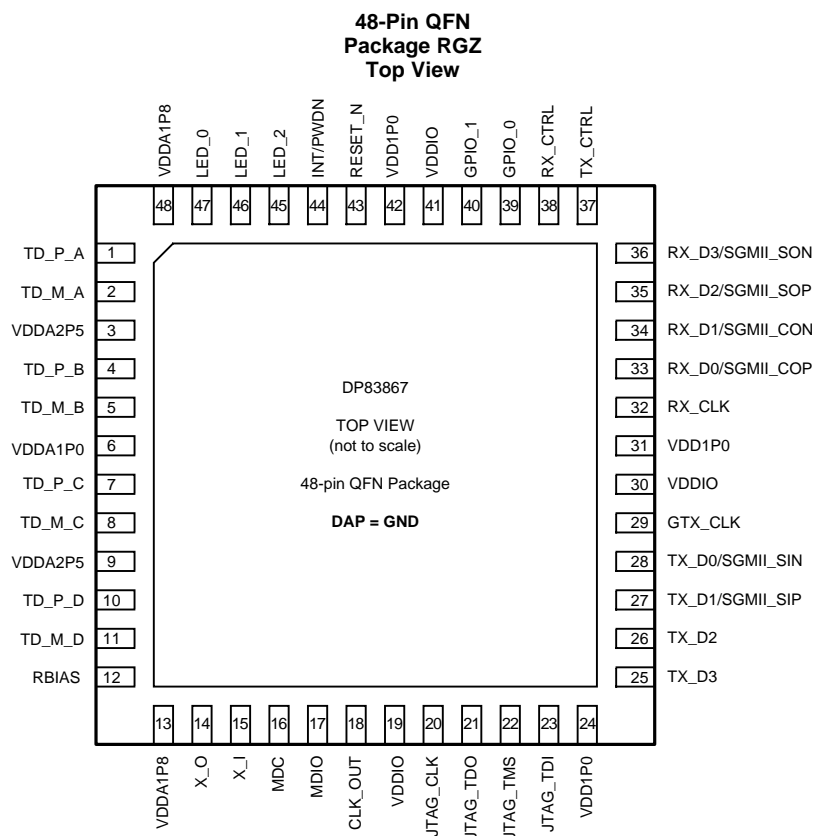 48-Pin QFN
Package RGZ
Top View
VDDA1P8
LED_0
LED_1
LED_2
INT/PWDN
RESET_N
VDD1P0
VDDIO
GPIO_1
GPIO_0
RX_CTRL
TX_CTRL
48 47 46 45 44 43 42 41 40 39 38 37
TD_P_A 1
TD_M_A 2
VDDA2P5 3
TD_P_B 4
TD_M_B 5
VDDA1P0 6
TD_P_C 7
TD_M_C 8
VDDA2P5 9
TD_P_D 10
TD_M_D 11
RBIAS 12
DP83867
TOP VIEW
(not to scale)
48-pin QFN Package
DAP = GND
36 RX_D3/SGMII_SON
35 RX_D2/SGMII_SOP
34 RX_D1/SGMII_CON
33 RX_D0/SGMII_COP
32 RX_CLK
31 VDD1P0
30 VDDIO
29 GTX_CLK
28 TX_D0/SGMII_SIN
27 TX_D1/SGMII_SIP
26 TX_D2
25 TX_D3
13 14 15 16 17 18 19 20 21 22 23 24
VDDA1P8
X_O
X_I
MDC
MDIO
CLK_OUT
VDDIO
JTAG_CLK
JTAG_TDO
JTAG_TMS
JTAG_TDI
VDD1P0